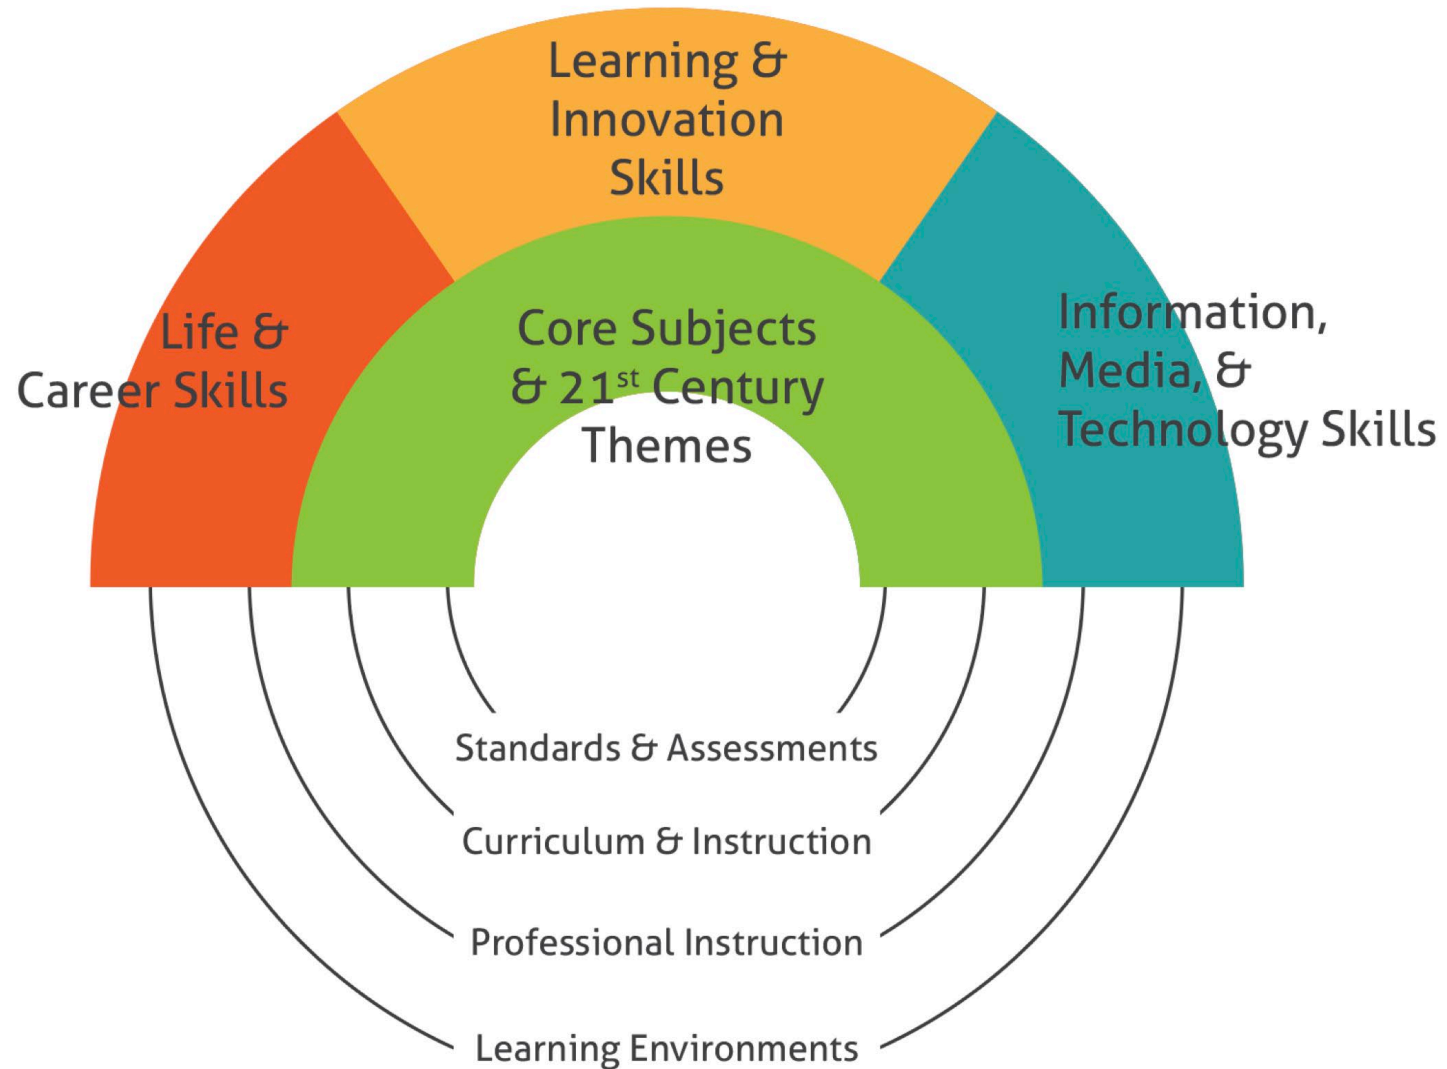 Learning &
Innovation
Skills
Life &
Career Skills
Core Subjects
& 21st Century
Themes
Information,
Media, &
Technology Skills
Standards & Assessments
Curriculum & Instruction
Professional Instruction
Learning Environments